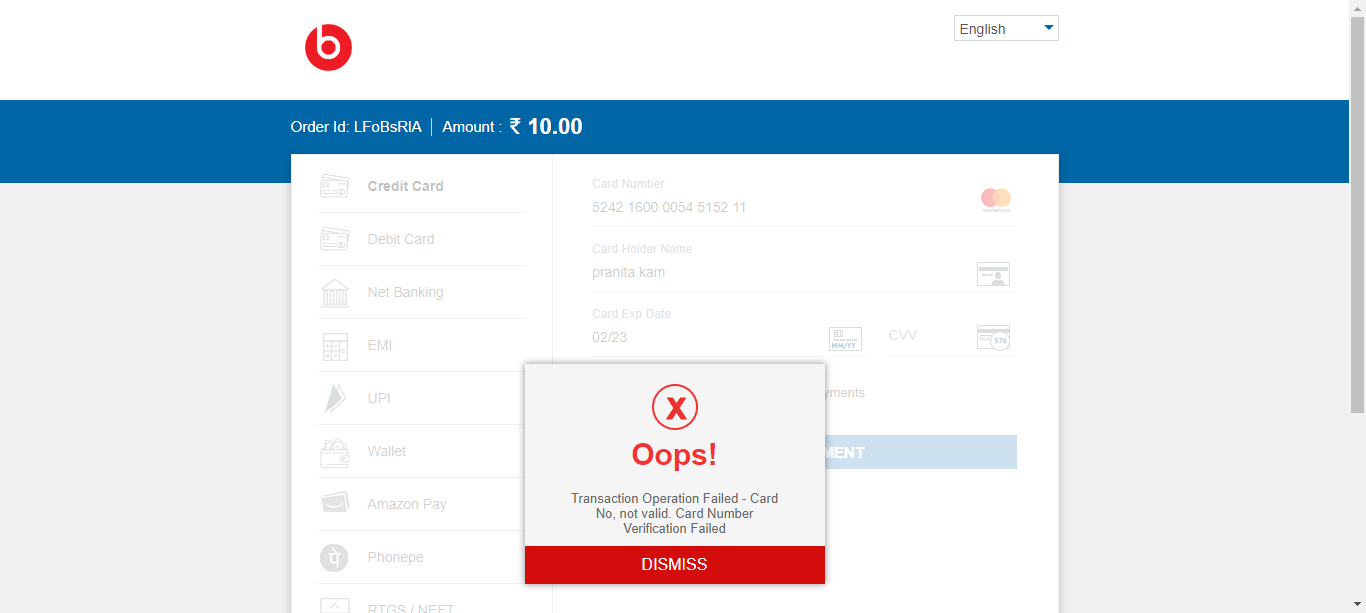 b
English
Order Id: LFoBsRIA | Amount : ₹ 10.00
Credit Card
Debit Card
Net Banking
EMI
UPI
Wallet
Amazon Pay
Phonepe
RTGS / NEFT
Card Number
5242 1600 0054 5152 11
Card Holder Name
pranita kam
Card Exp Date
02/23
MM/YY
CVV
576
yments
MENT
X
Oops!
Transaction Operation Failed - Card
No, not valid. Card Number
Verification Failed
DISMISS